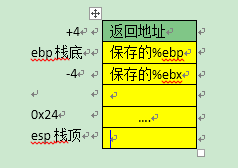 +4 返回地址
ebp 栈底 保存的%ebp
-4 保存的%ebx
0x24 ....
esp 栈顶